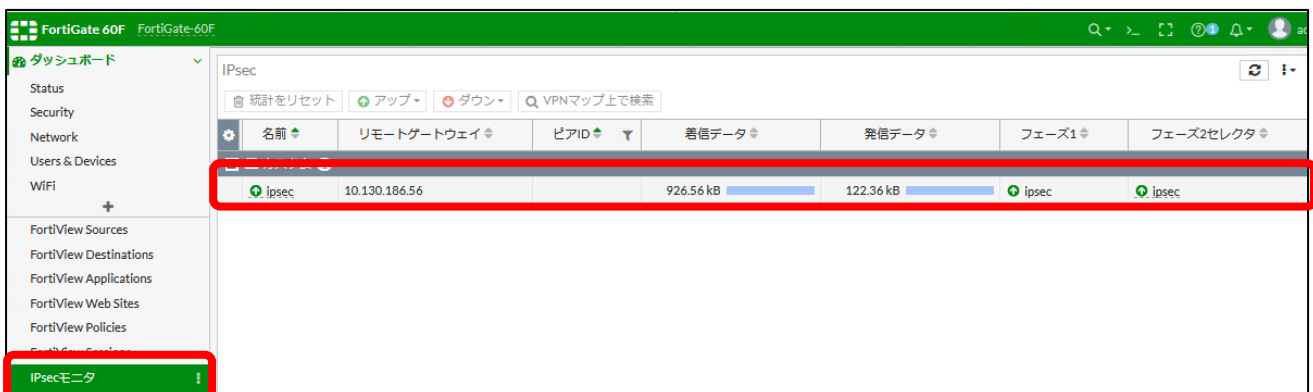 FortiGate 60F FortiGate-60F
ダッシュボード
Status
Security
Network
Users & Devices
WiFi
FortiView Sources
FortiView Destinations
FortiView Applications
FortiView Web Sites
FortiView Policies
FortiView Sessions
IPsecモニタ
IPsec
統計をリセット アップ ダウン VPNマップ上で検索
名前 リモートゲートウェイ ピアID 着信データ 発信データ フェーズ1 フェーズ2セレクタ
ipsec 10.130.186.56 926.56 kB 122.36 kB ipsec ipsec